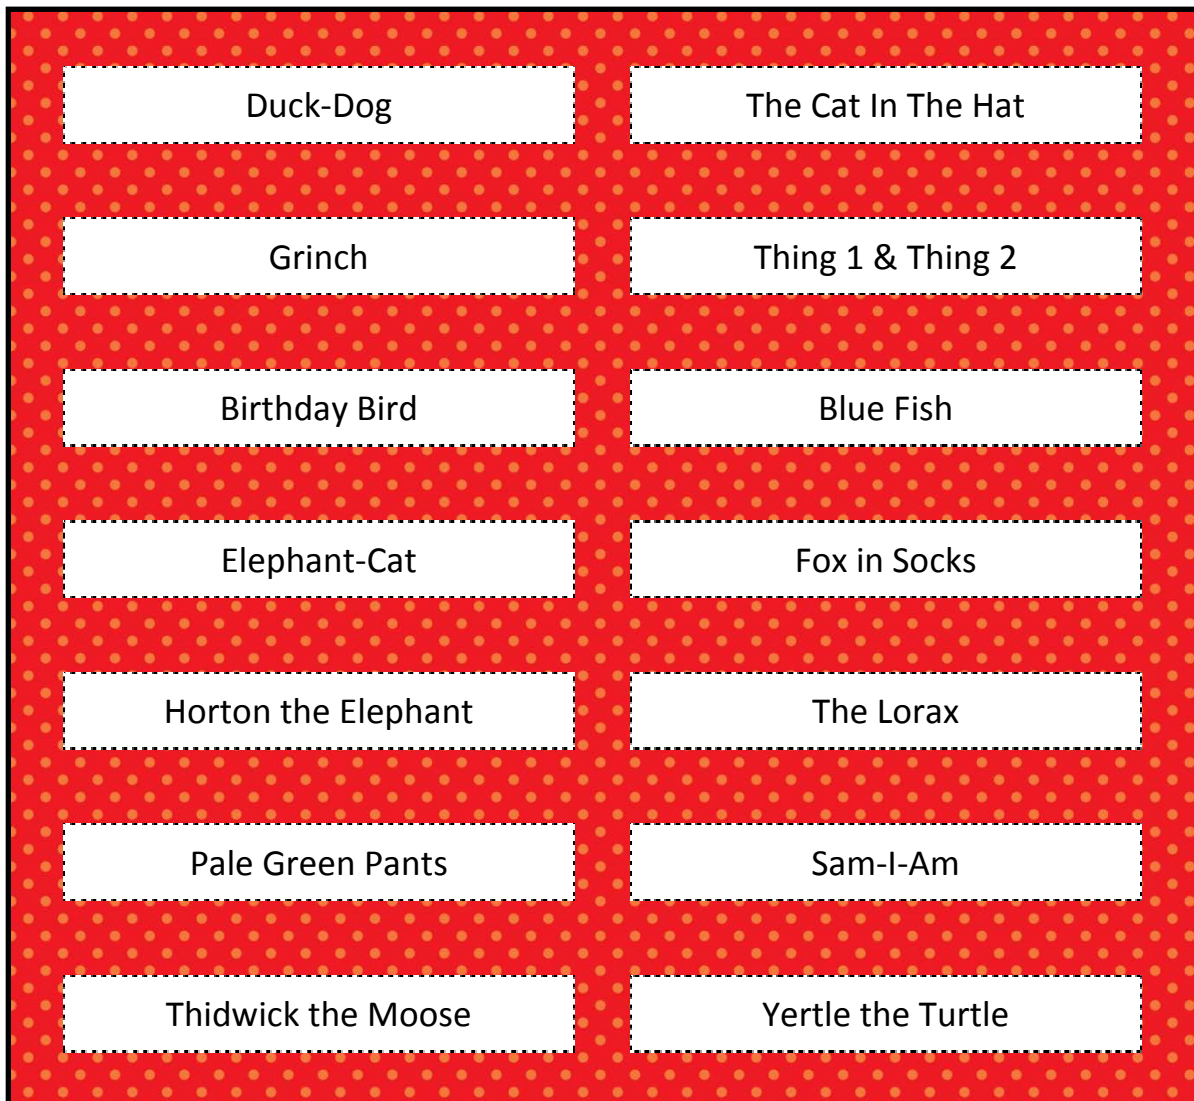 Duck-Dog
The Cat In The Hat
Grinch
Thing 1 & Thing 2
Birthday Bird
Blue Fish
Elephant-Cat
Fox in Socks
Horton the Elephant
The Lorax
Pale Green Pants
Sam-I-Am
Thidwick the Moose
Yertle the Turtle